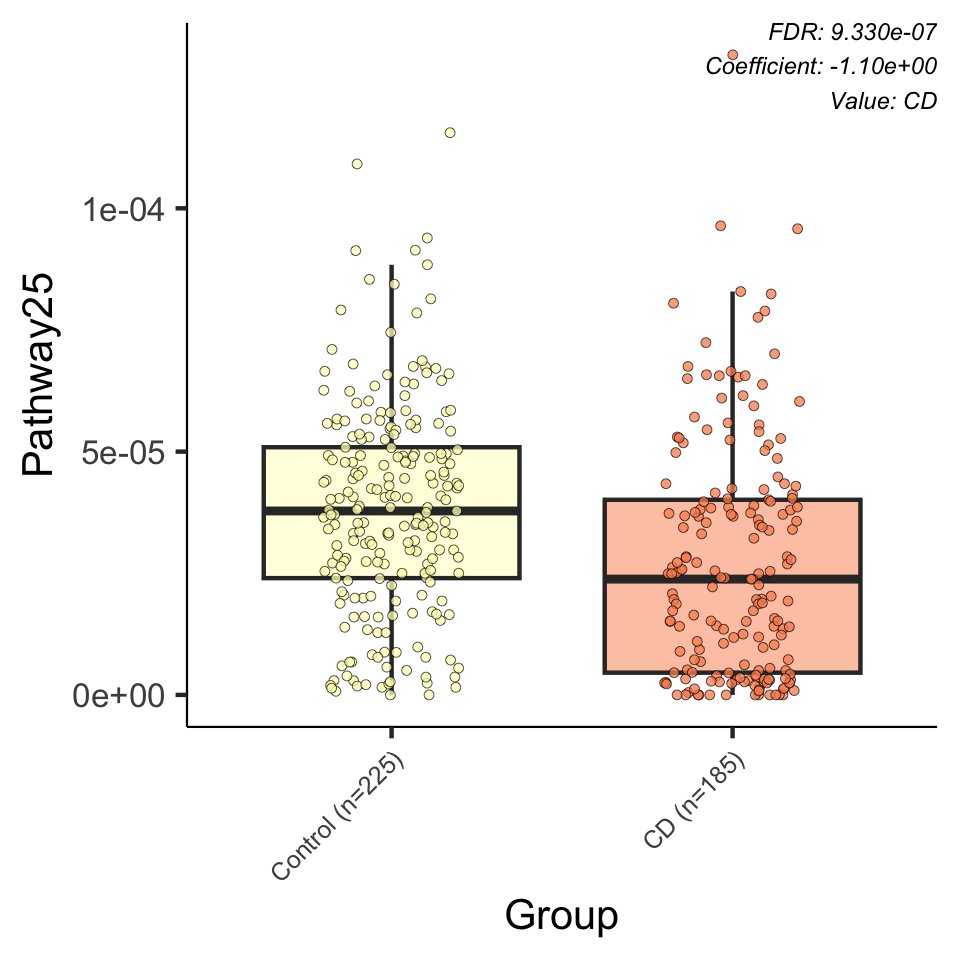 FDR: 9.330e-07
Coefficient: -1.10e+00
Value: CD
1e-04
5e-05
0e+00
Pathway25
Control (n=225)
CD (n=185)
Group